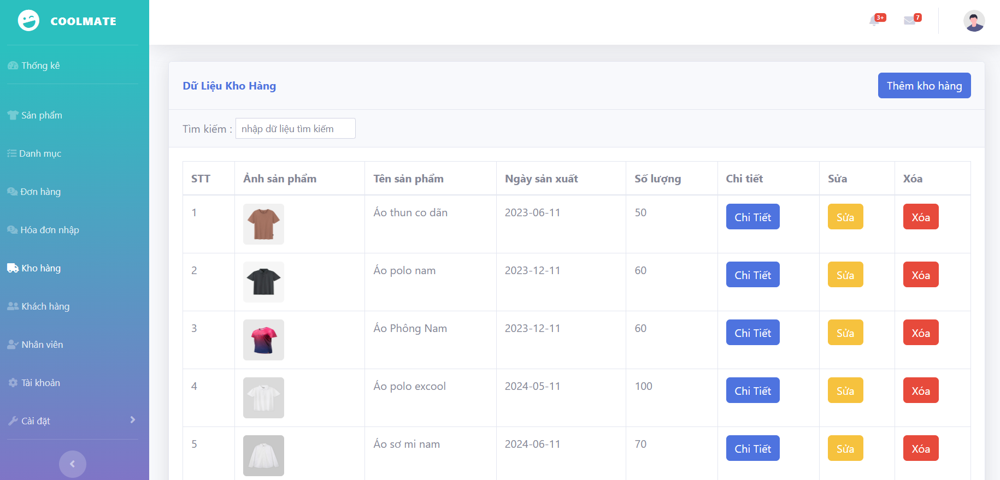 COOLMATE
3+
7
Thống kê
Sản phẩm
Danh mục
Đơn hàng
Hóa đơn nhập
Kho hàng
Khách hàng
Nhân viên
Tài khoản
Cài đặt
Dữ Liệu Kho Hàng
Thêm kho hàng
Tìm kiếm : nhập dữ liệu tìm kiếm
STT Ảnh sản phẩm Tên sản phẩm Ngày sản xuất Số lượng Chi tiết Sửa Xóa
1 Áo thun co dãn 2023-06-11 50 Chi Tiết Sửa Xóa
2 Áo polo nam 2023-12-11 60 Chi Tiết Sửa Xóa
3 Áo Phông Nam 2023-12-11 60 Chi Tiết Sửa Xóa
4 Áo polo excool 2024-05-11 100 Chi Tiết Sửa Xóa
5 Áo sơ mi nam 2024-06-11 70 Chi Tiết Sửa Xóa